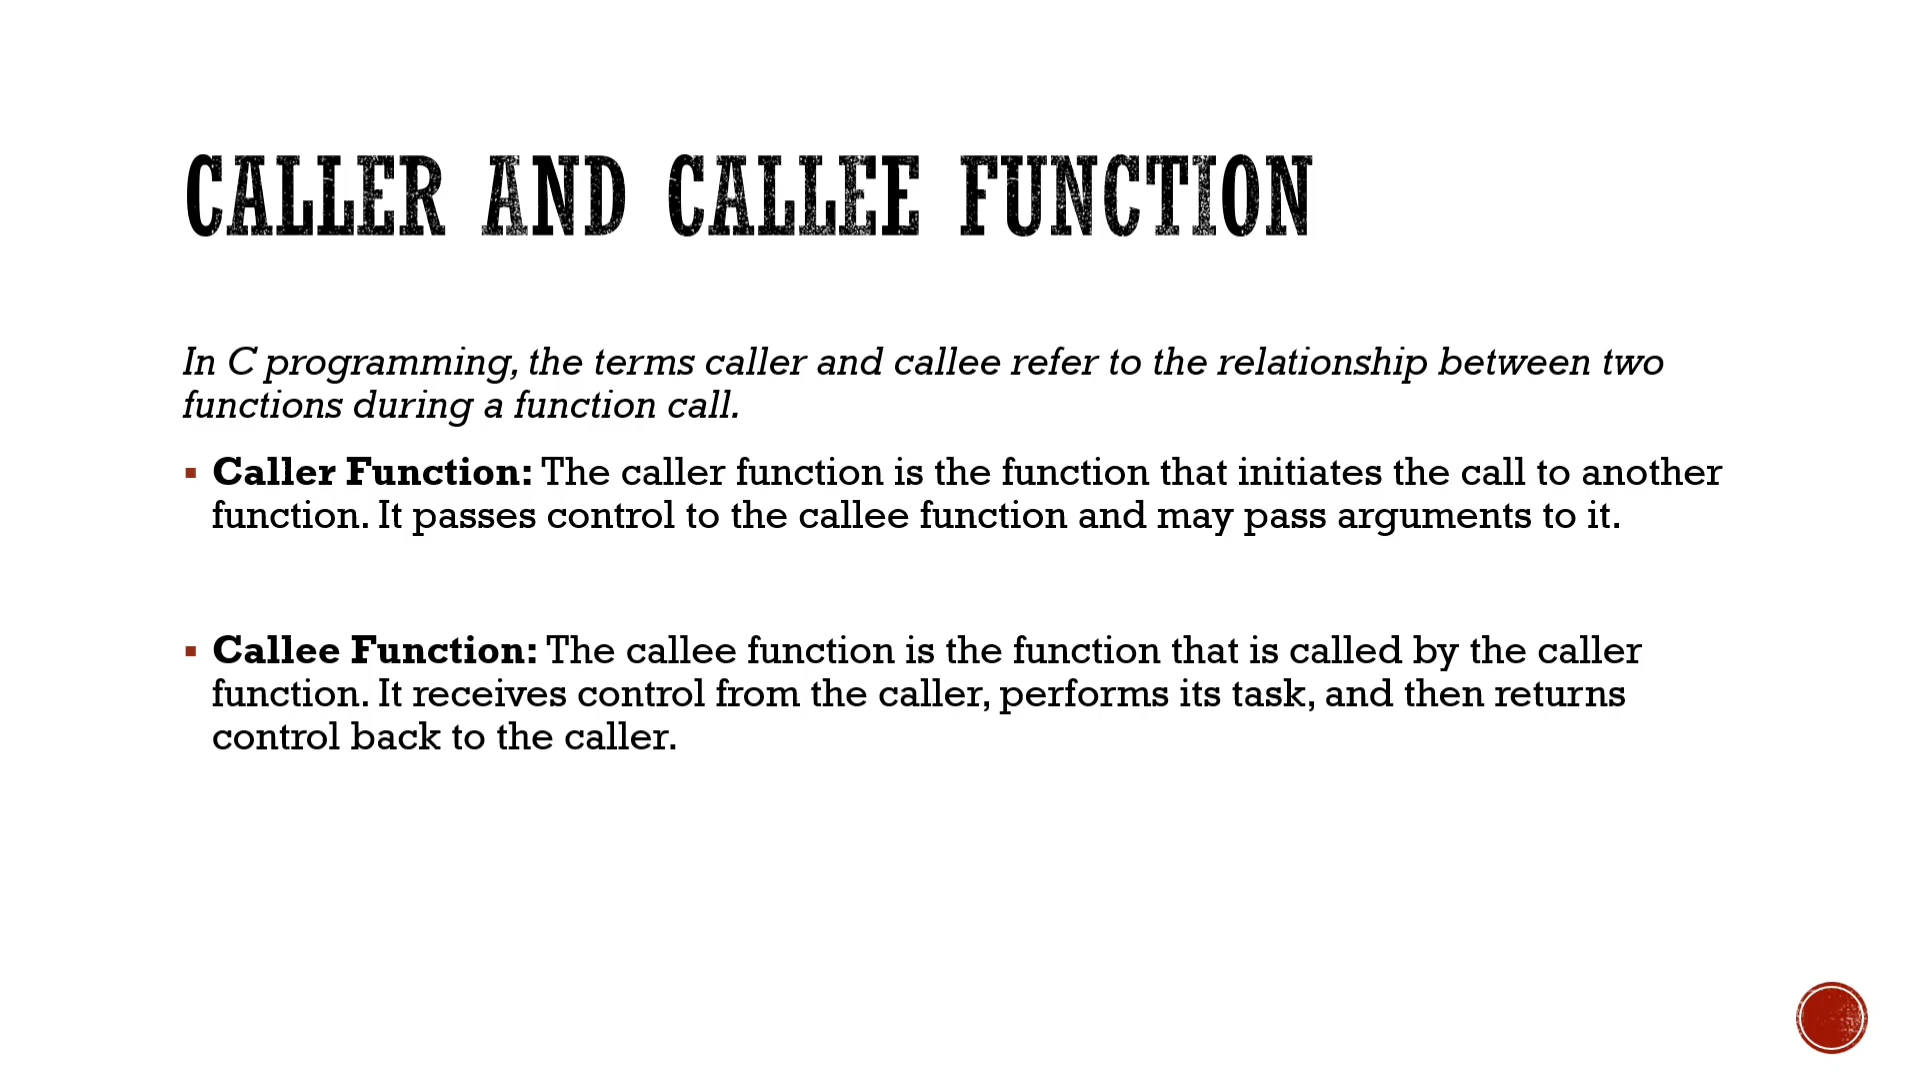 CALLER AND CALLEE FUNCTION
In C programming, the terms caller and callee refer to the relationship between two
functions during a function call.
▪ Caller Function: The caller function is the function that initiates the call to another
function. It passes control to the callee function and may pass arguments to it.
▪ Callee Function: The callee function is the function that is called by the caller
function. It receives control from the caller, performs its task, and then returns
control back to the caller.